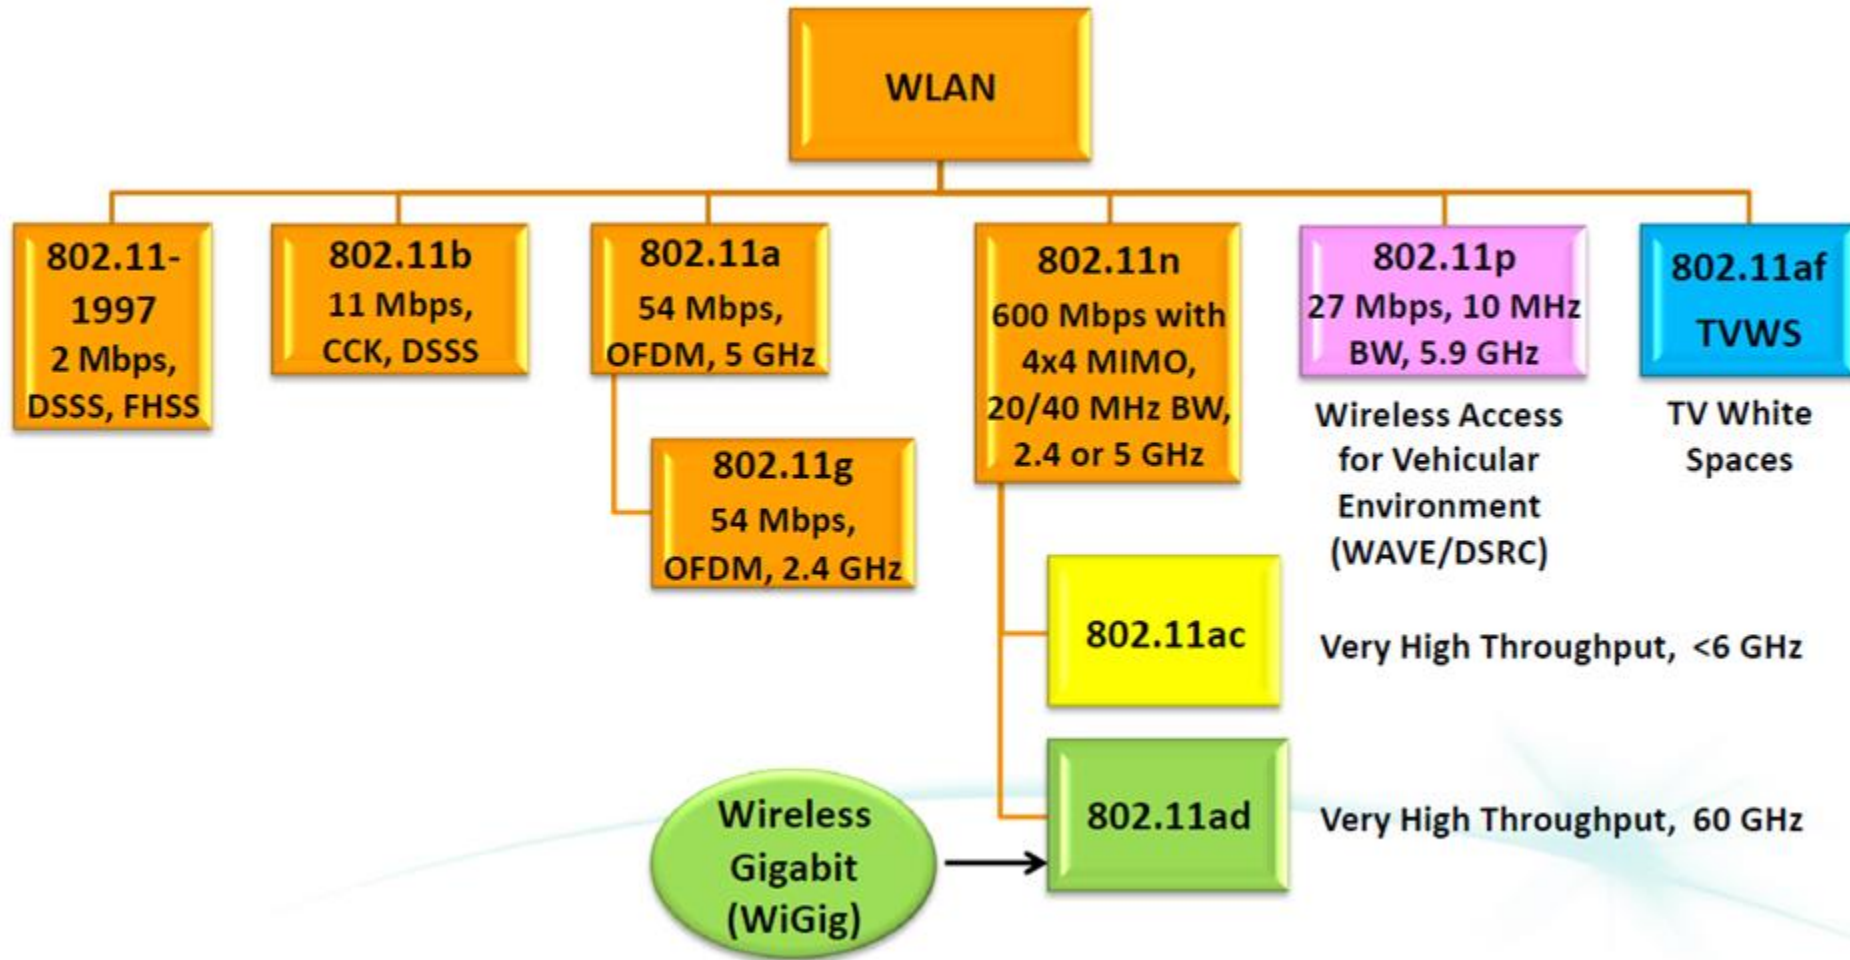 WLAN
802.11-
1997
2 Mbps,
DSSS, FHSS
802.11b
11 Mbps,
CCK, DSSS
802.11a
54 Mbps,
OFDM, 5 GHz
802.11g
54 Mbps,
OFDM, 2.4 GHz
802.11n
600 Mbps with
4x4 MIMO,
20/40 MHz BW,
2.4 or 5 GHz
802.11p
27 Mbps, 10 MHz
BW, 5.9 GHz
Wireless Access
for Vehicular
Environment
(WAVE/DSRC)
802.11af
TVWS
TV White
Spaces
802.11ac
Very High Throughput, <6 GHz
Wireless
Gigabit
(WiGig)
802.11ad
Very High Throughput, 60 GHz